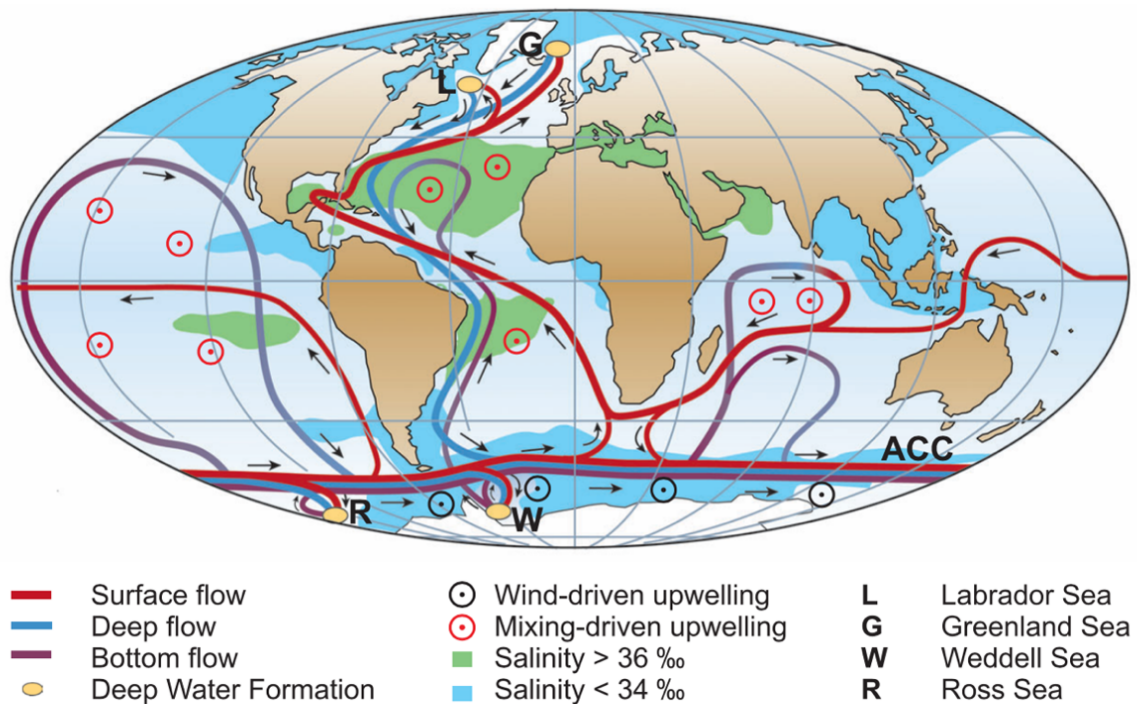 G
L
ACC
R
W
Surface flow
Deep flow
Bottom flow
Deep Water Formation
Wind-driven upwelling
Mixing-driven upwelling
Salinity > 36 ‰
Salinity < 34 ‰
L Labrador Sea
G Greenland Sea
W Weddell Sea
R Ross Sea